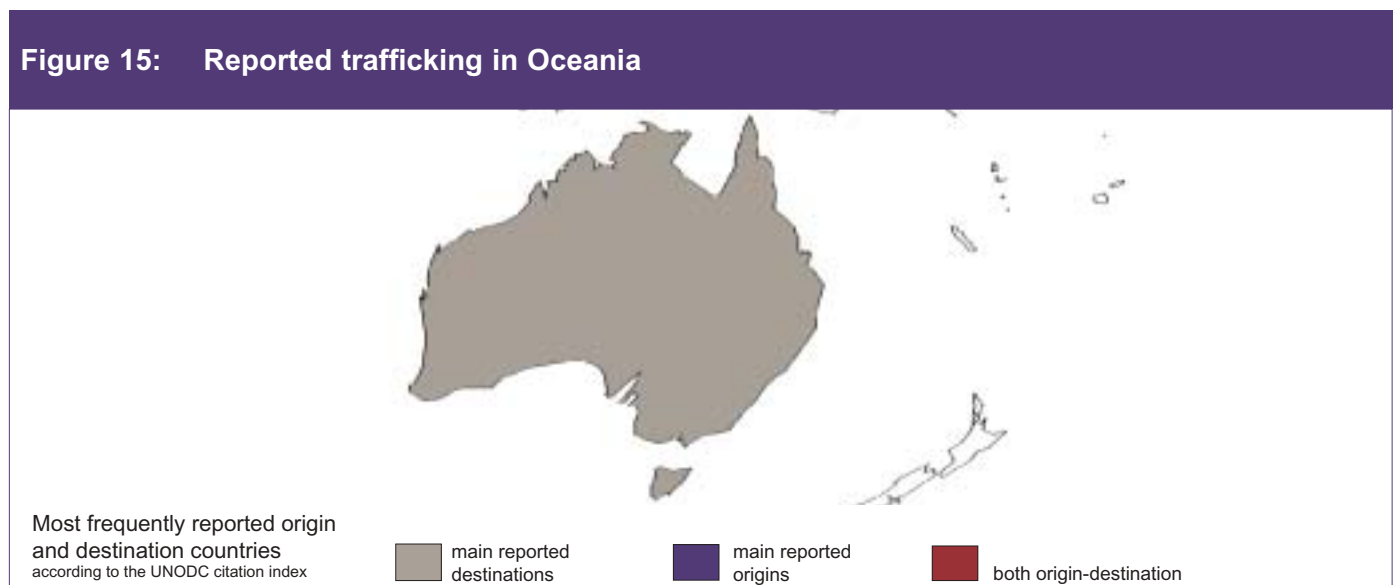 Figure 15: Reported trafficking in Oceania
Most frequently reported origin
and destination countries
according to the UNODC citation index
main reported
destinations
main reported
origins
both origin-destination